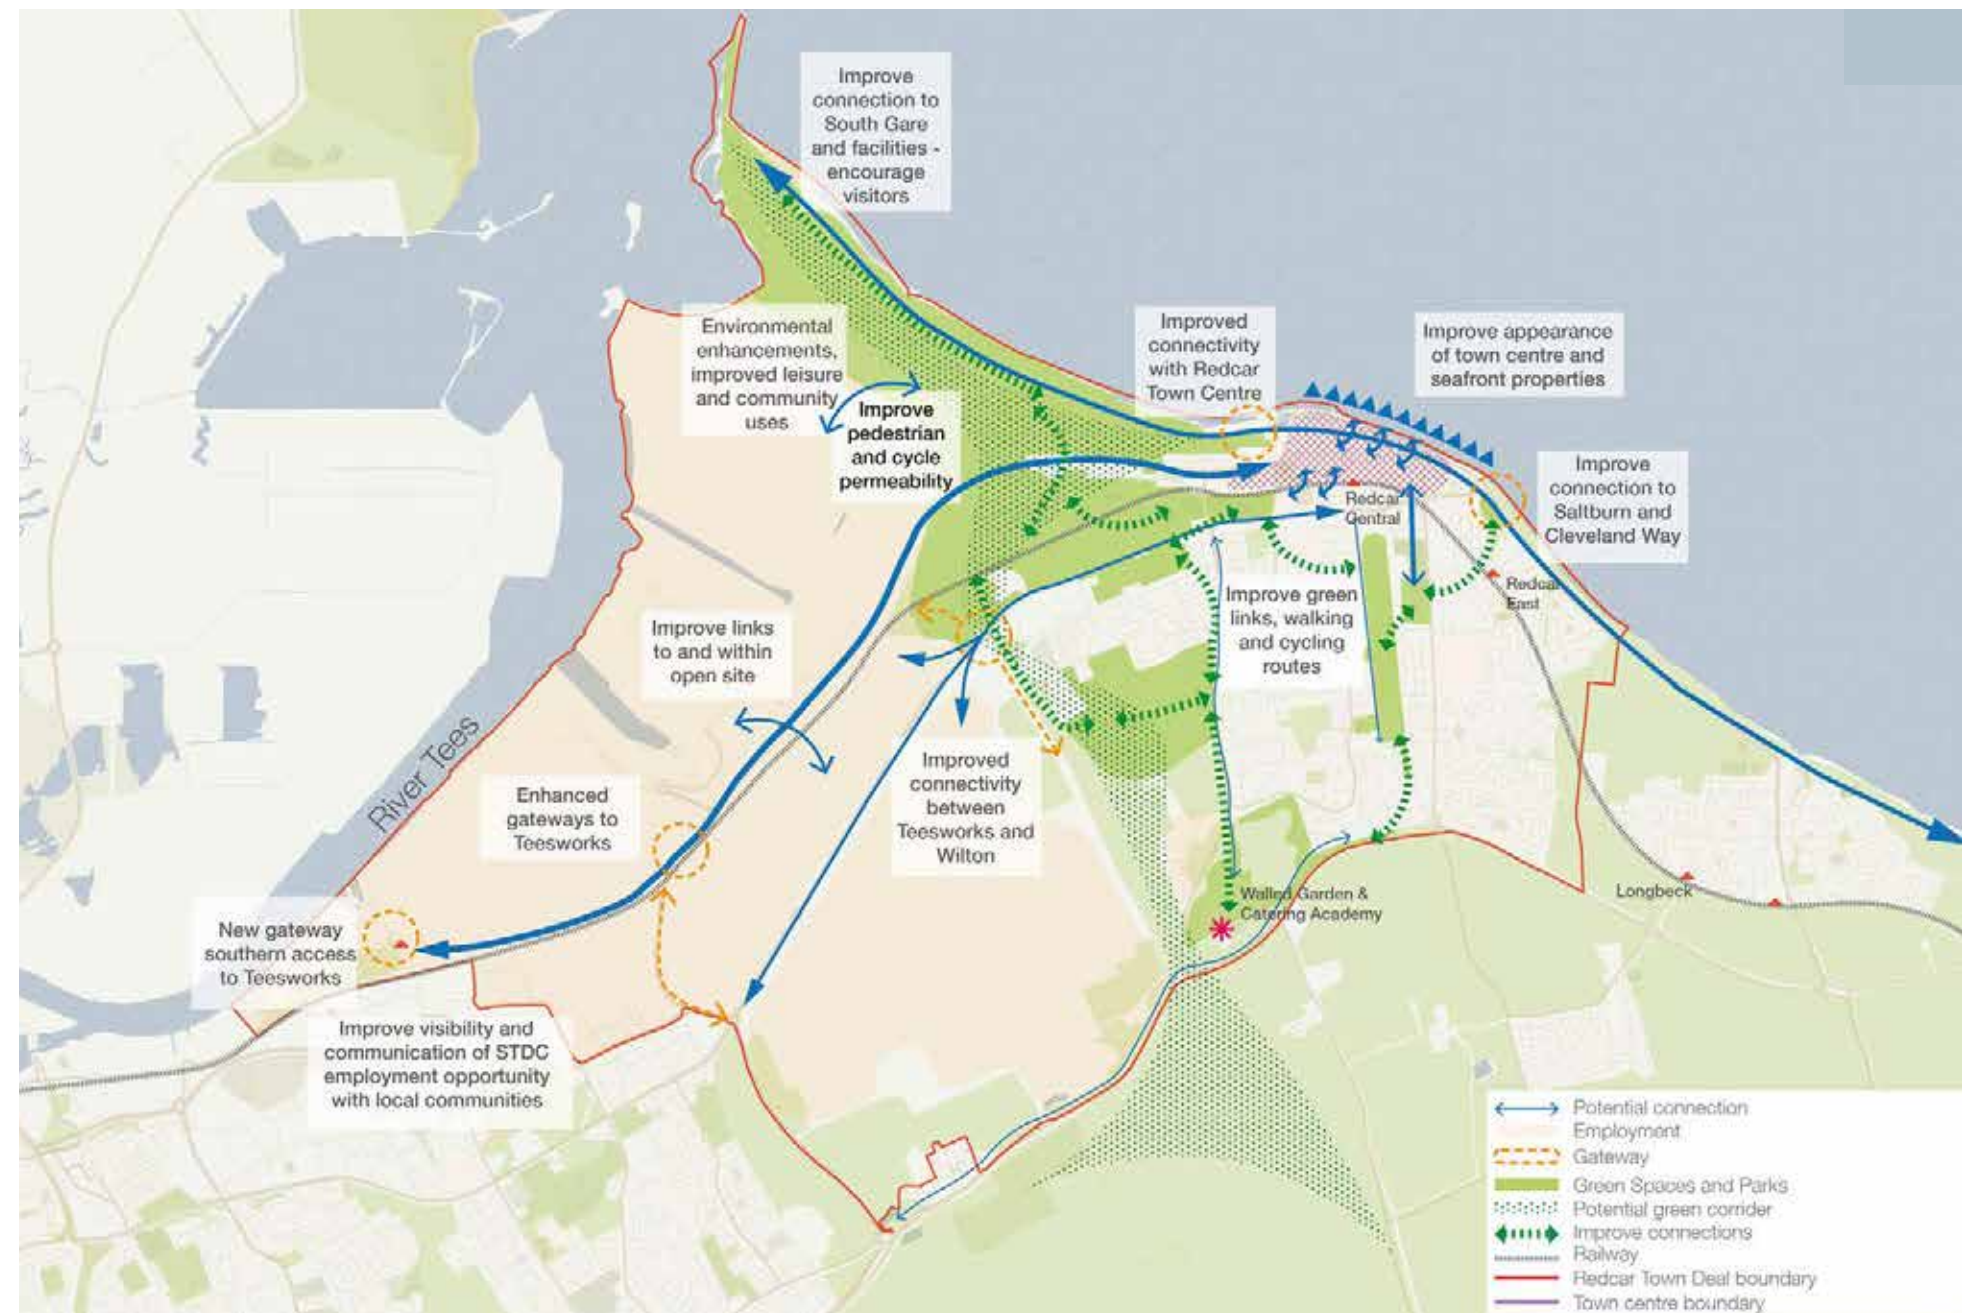 Improve
connection to
South Gare
and facilities -
encourage
visitors
Environmental
enhancements,
improved leisure
and community
uses
Improve
pedestrian
and cycle
permeability
Improved
connectivity
with Redcar
Town Centre
Improve appearance
of town centre and
seafront properties
Improve
connection to
Saltburn and
Cleveland Way
Redcar
Central
Redcar
East
Improve green
links, walking
and cycling
routes
Improve links
to and within
open site
River Tees
Enhanced
gateways to
Teesworks
Improved
connectivity
between
Teesworks and
Wilton
Walled Garden &
Catering Academy
Longbeck
New gateway
southern access
to Teesworks
Improve visibility and
communication of STDC
employment opportunity
with local communities
Potential connection
Employment
Gateway
Green Spaces and Parks
Potential green corrider
Improve connections
Railway
Redcar Town Deal boundary
Town centre boundary